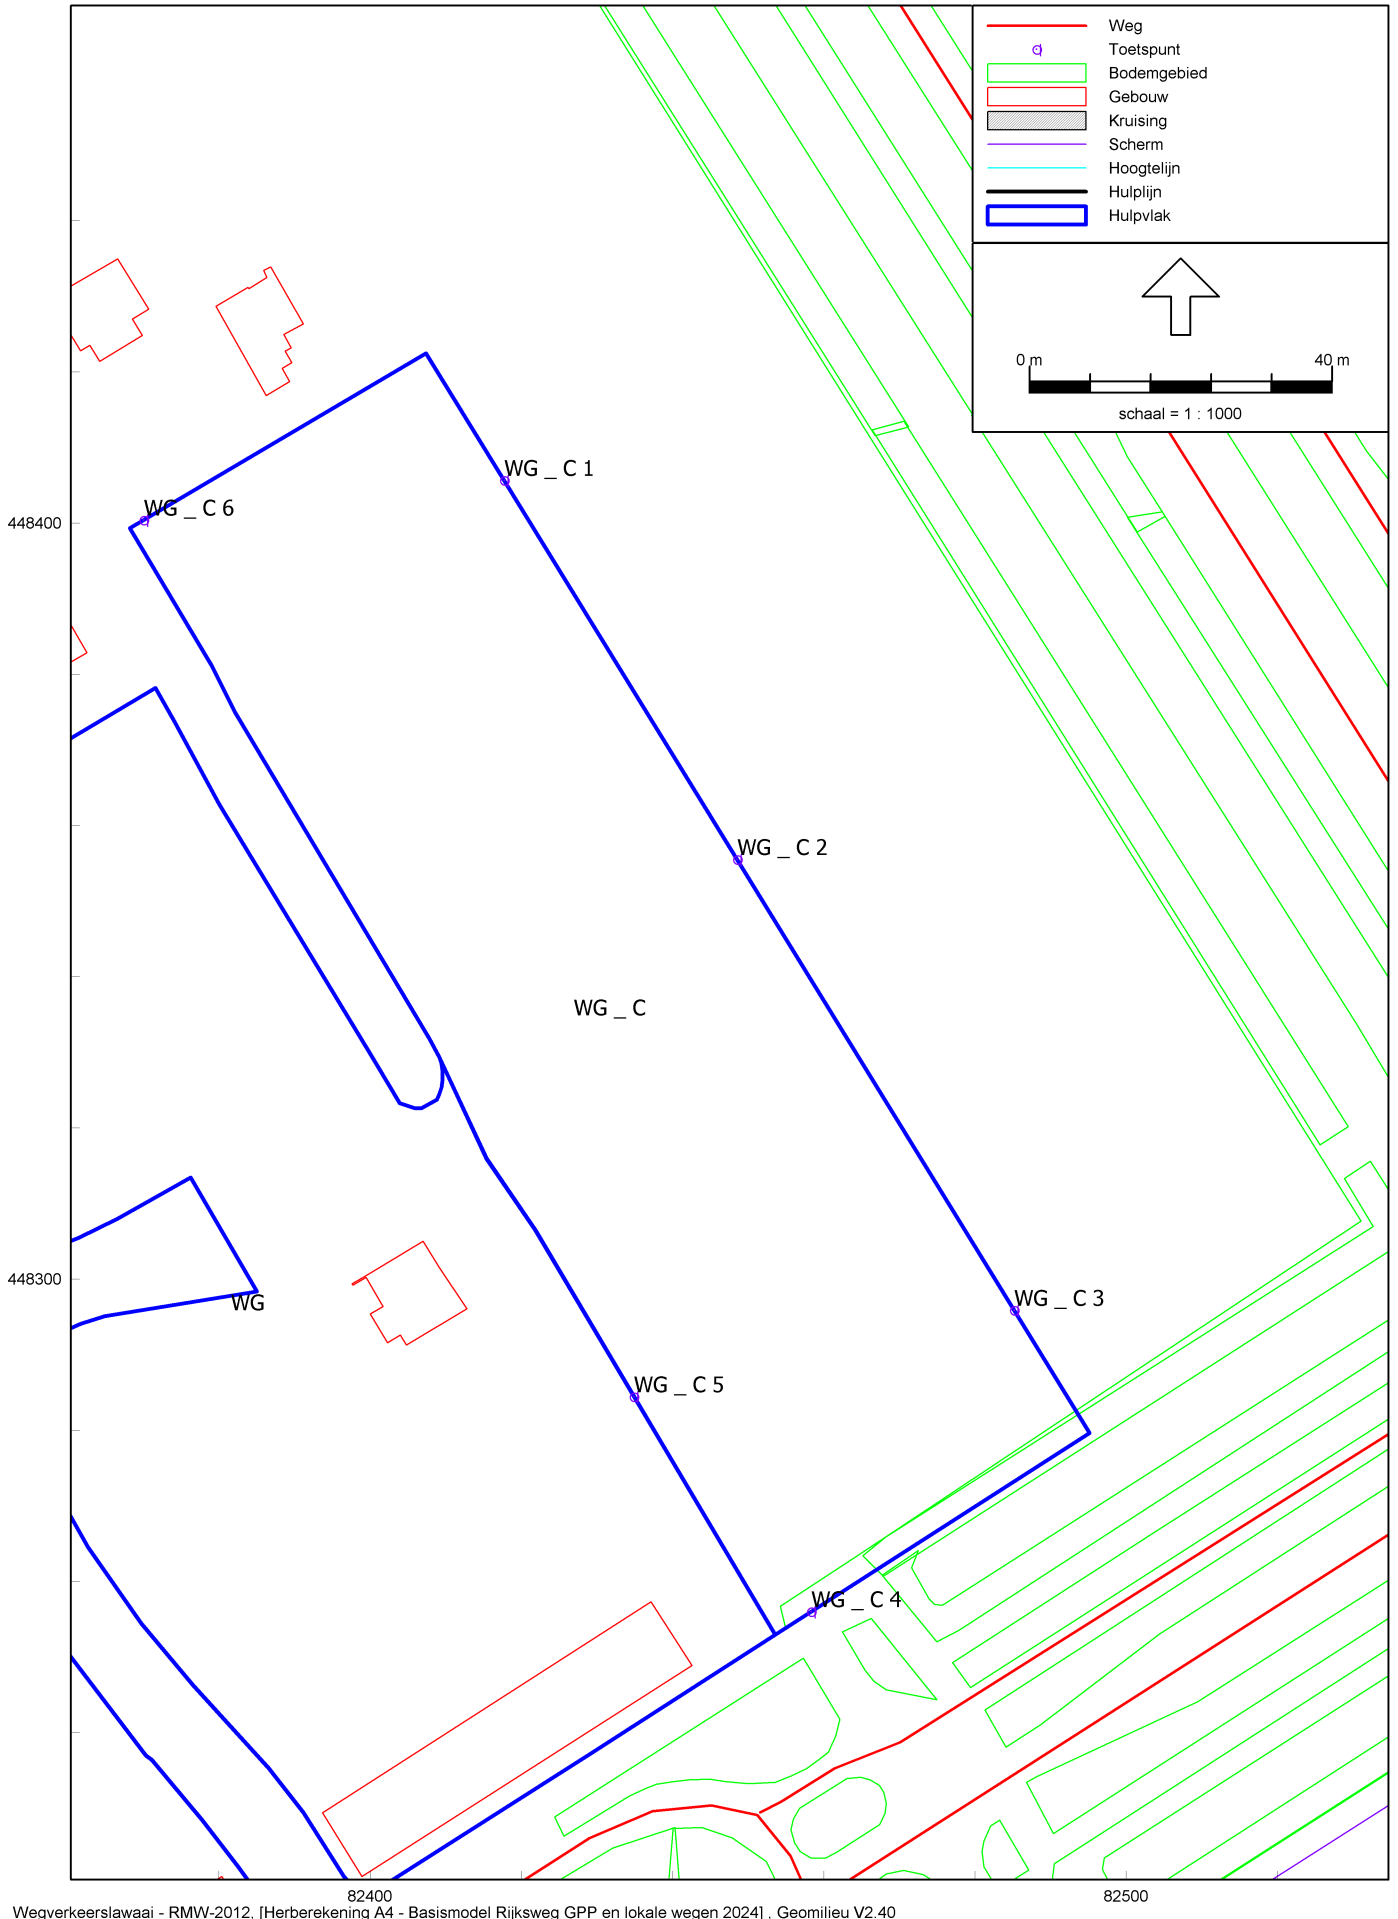 Weg
Toetspunt
Bodemgebied
Gebouw
Kruising
Scherm
Hoogtelijn
Hulplijn
Hulpvlak
0 m 40 m
schaal = 1 : 1000
WG _ C 1
WG _ C 6
448400
WG _ C 2
WG _ C
448300
WG
WG _ C 3
WG _ C 5
WG _ C 4
82400 82500
Wegverkeerslawaai - RMW-2012, [Herberekening A4 - Basismodel Rijksweg GPP en lokale wegen 2024] , Geomilieu V2.40